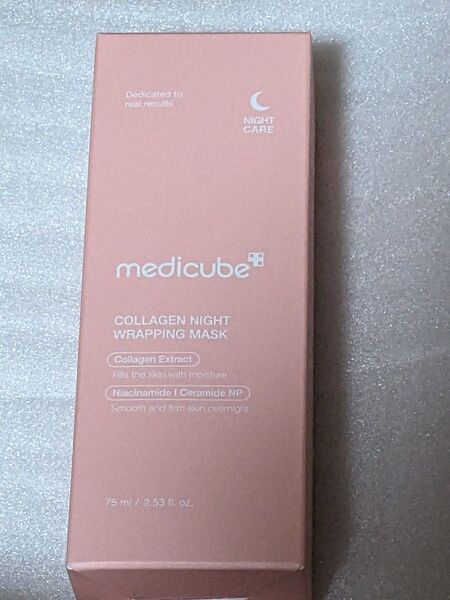 Dedicated to
real results
NIGHT
CARE
medicube
COLLAGEN NIGHT
WRAPPING MASK
Collagen Extract
Fills the skin with moisture
Niacinamide I Ceramide NP
Smooth and firm skin overnight
75 ml / 2.53 fl. oz.